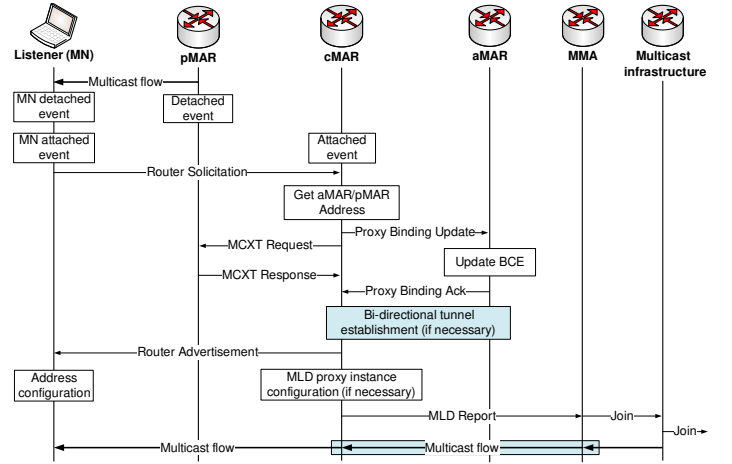 Listener (MN)
pMAR
cMAR
aMAR
MMA
Multicast
infrastructure
Multicast flow
MN detached
event
Detached
event
MN attached
event
Attached
event
Router Solicitation
Get aMAR/pMAR
Address
Proxy Binding Update
MCXT Request
Update BCE
MCXT Response
Proxy Binding Ack
Bi-directional tunnel
establishment (if necessary)
Router Advertisement
Address
configuration
MLD proxy instance
configuration (if necessary)
MLD Report
Join
Join
Multicast flow
Multicast flow